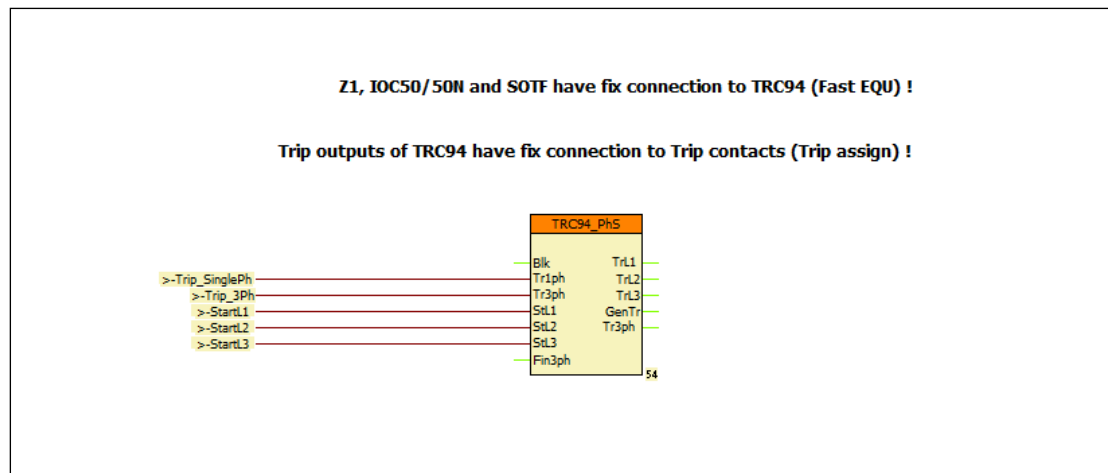 Z1, IOC50/50N and SOTF have fix connection to TRC94 (Fast EQU) !
Trip outputs of TRC94 have fix connection to Trip contacts (Trip assign) !
TRC94_PhS
Blk TrL1
>-Trip_SinglePh Tr1ph TrL2
>-Trip_3Ph Tr3ph TrL3
>-StartL1 StL1 GenTr
>-StartL2 StL2 Tr3ph
>-StartL3 StL3
Fin3ph
54